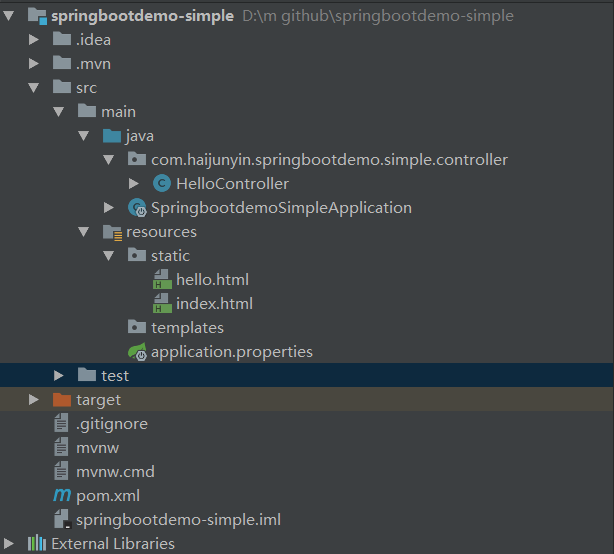 springbootdemo-simple D:\m github\springbootdemo-simple
.idea
.mvn
src
main
java
com.haijunyin.springbootdemo.simple.controller
HelloController
SpringbootdemoSimpleApplication
resources
static
hello.html
index.html
templates
application.properties
test
target
.gitignore
mvnw
mvnw.cmd
pom.xml
springbootdemo-simple.iml
External Libraries